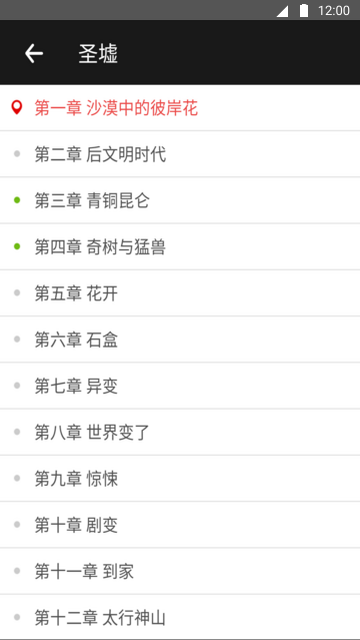 12:00
圣墟
第一章 沙漠中的彼岸花
第二章 后文明时代
第三章 青铜昆仑
第四章 奇树与猛兽
第五章 花开
第六章 石盒
第七章 异变
第八章 世界变了
第九章 惊悚
第十章 剧变
第十一章 到家
第十二章 太行神山